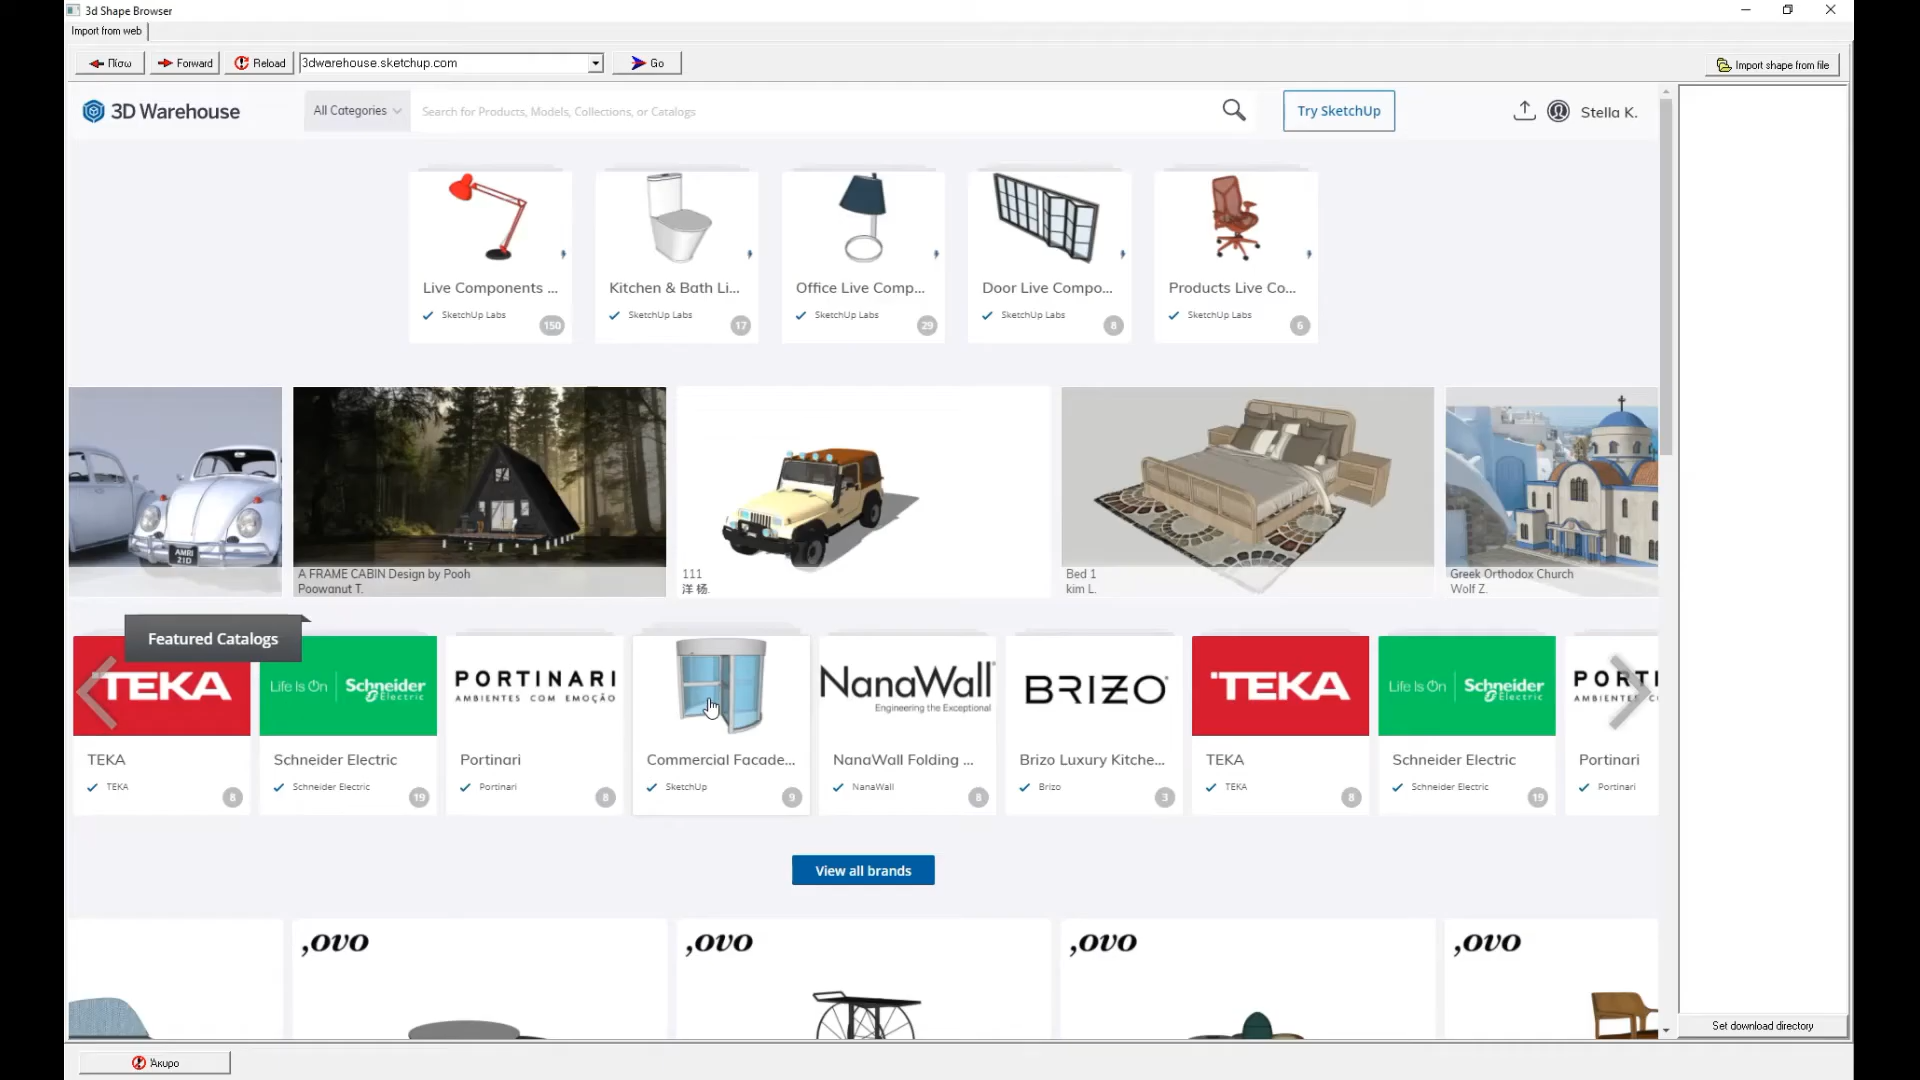 3d Shape Browser
Import from web
Πίσω
Forward
Reload
3dwarehouse.sketchup.com
Go
Import shape from file
3D Warehouse
All Categories
Search for Products, Models, Collections, or Catalogs
Try SketchUp
Stella K.
Live Components ...
SketchUp Labs
150
Kitchen & Bath Li...
SketchUp Labs
17
Office Live Comp...
SketchUp Labs
29
Door Live Compo...
SketchUp Labs
8
Products Live Co...
SketchUp Labs
6
AMRI
21D
A FRAME CABIN Design by Pooh
Poowanut T.
111
洋 杨.
Bed 1
kim L.
Greek Orthodox Church
Wolf Z.
Featured Catalogs
TEKA
TEKA
TEKA
8
Life Is On | Schneider Electric
Schneider Electric
Schneider Electric
19
PORTINARI
AMBIENTES COM EMOÇÃO
Portinari
Portinari
8
Commercial Facade...
SketchUp
9
NanaWall
Engineering the Exceptional
NanaWall Folding ...
NanaWall
8
BRIZO
Brizo Luxury Kitche...
Brizo
3
TEKA
TEKA
TEKA
8
Life Is On | Schneider Electric
Schneider Electric
Schneider Electric
19
PORTI
AMBIENTES C
Portinari
Portinari
View all brands
,ovo
,ovo
,ovo
,ovo
Set download directory
Άκυρο